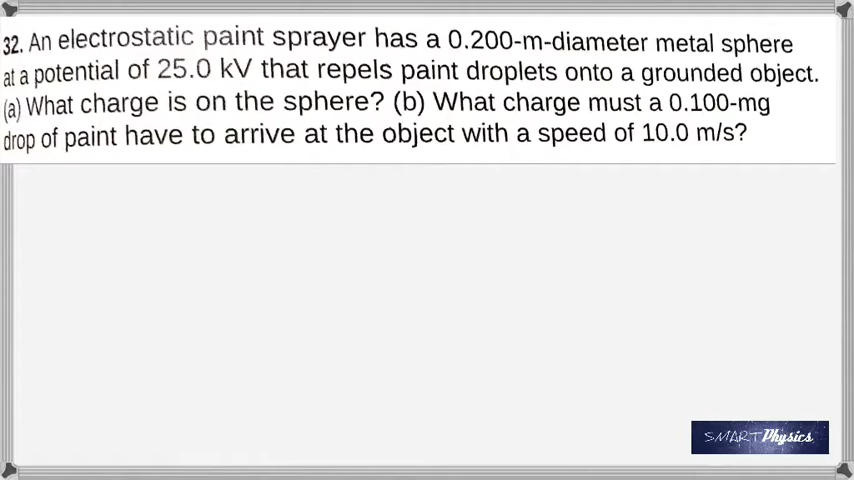 32. An electrostatic paint sprayer has a 0.200-m-diameter metal sphere
at a potential of 25.0 kV that repels paint droplets onto a grounded object.
(a) What charge is on the sphere? (b) What charge must a 0.100-mg
drop of paint have to arrive at the object with a speed of 10.0 m/s?
SMART Physics